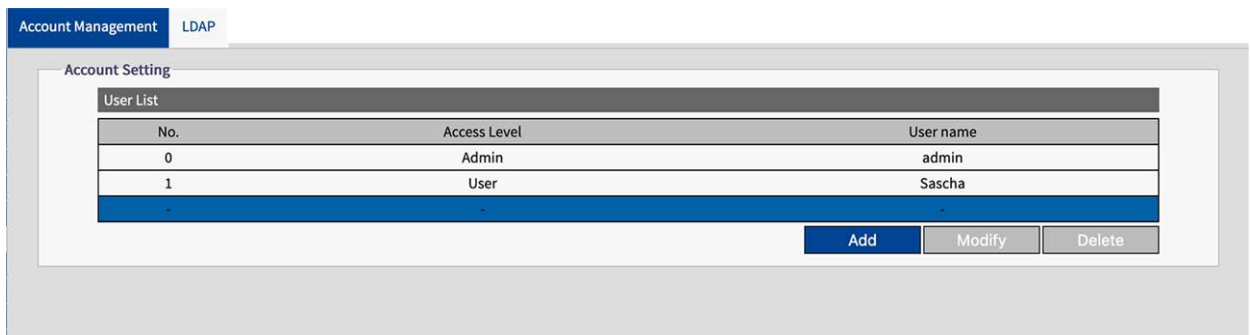 Account Management LDAP
Account Setting
User List
No. Access Level User name
0 Admin admin
1 User Sascha
- - -
Add Modify Delete